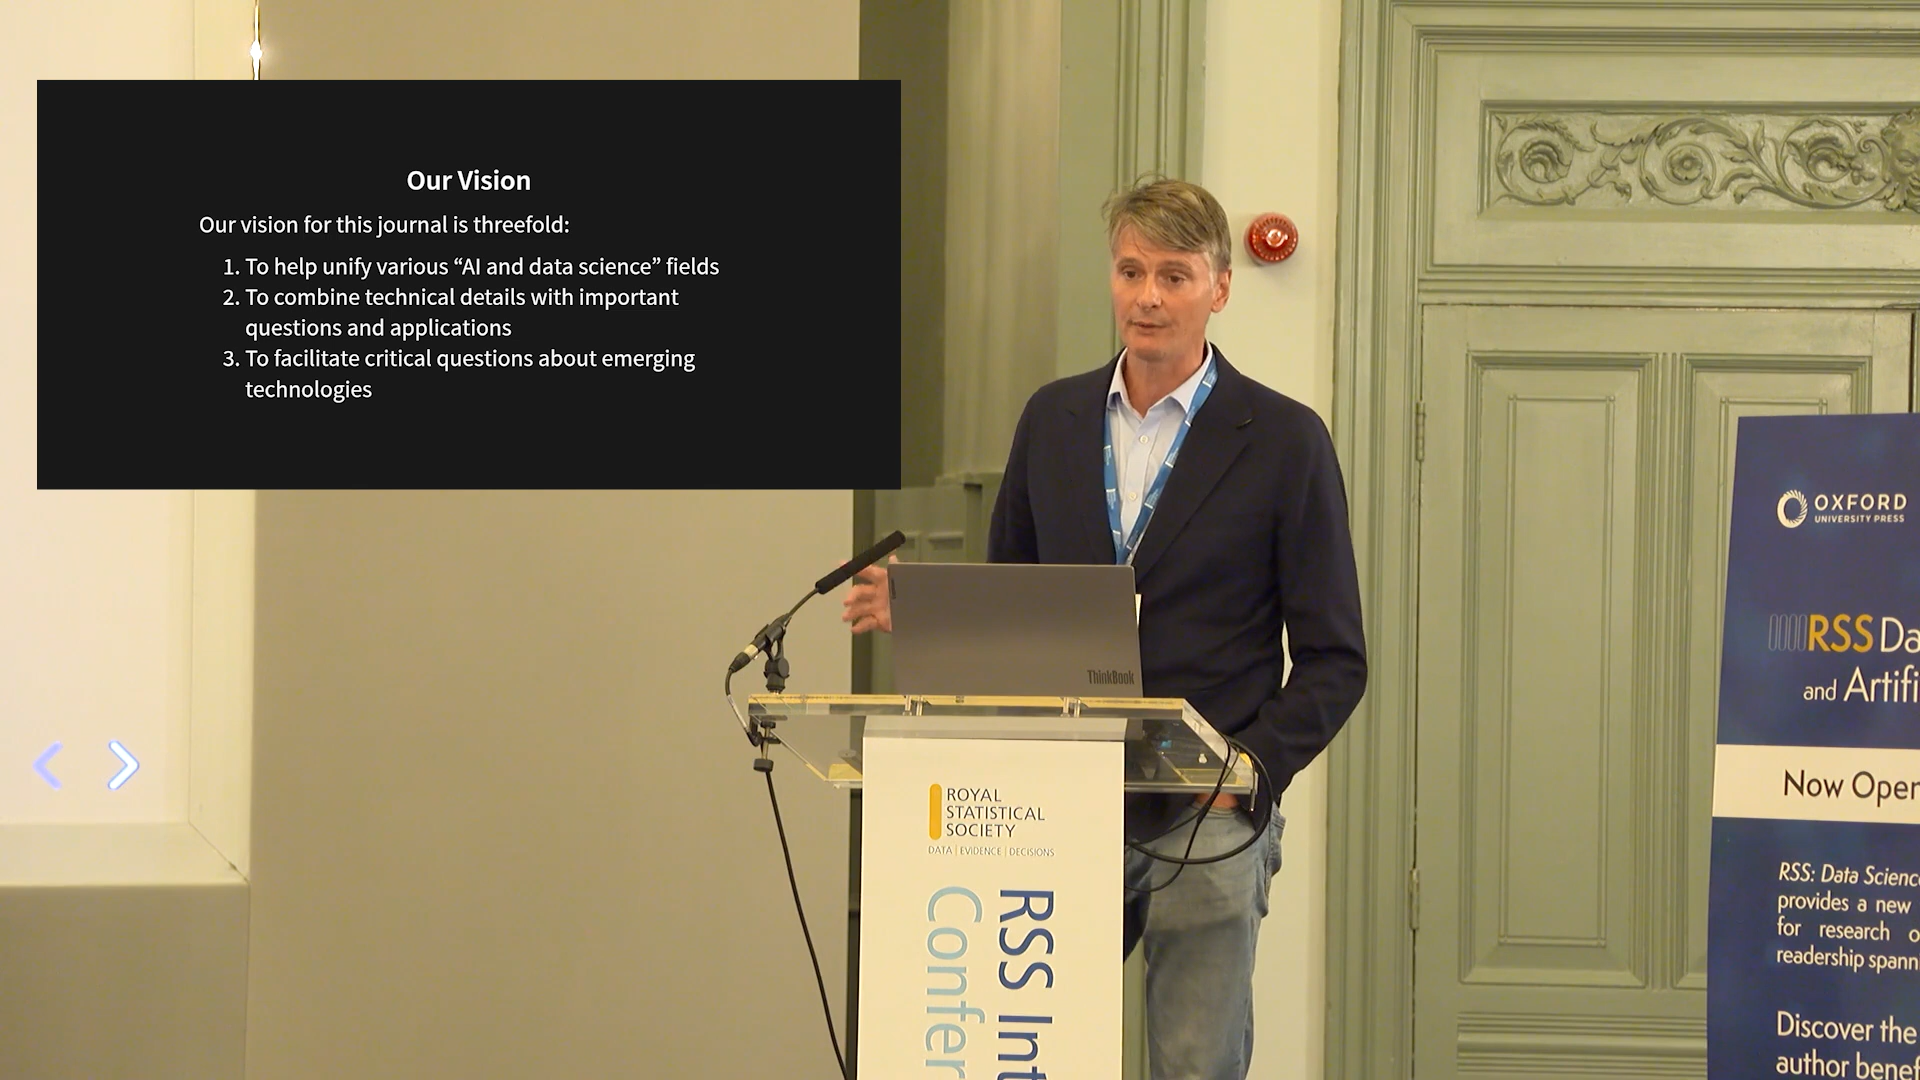 Our Vision
Our vision for this journal is threefold:
1. To help unify various “AI and data science” fields
2. To combine technical details with important
questions and applications
3. To facilitate critical questions about emerging
technologies
ThinkBook
ROYAL
STATISTICAL
SOCIETY
DATA | EVIDENCE | DECISIONS
RSS Int
Confer
OXFORD
UNIVERSITY PRESS
RSS Da
and Artifi
Now Open
RSS: Data Science
provides a new
for research o
readership spann
Discover the
author benef